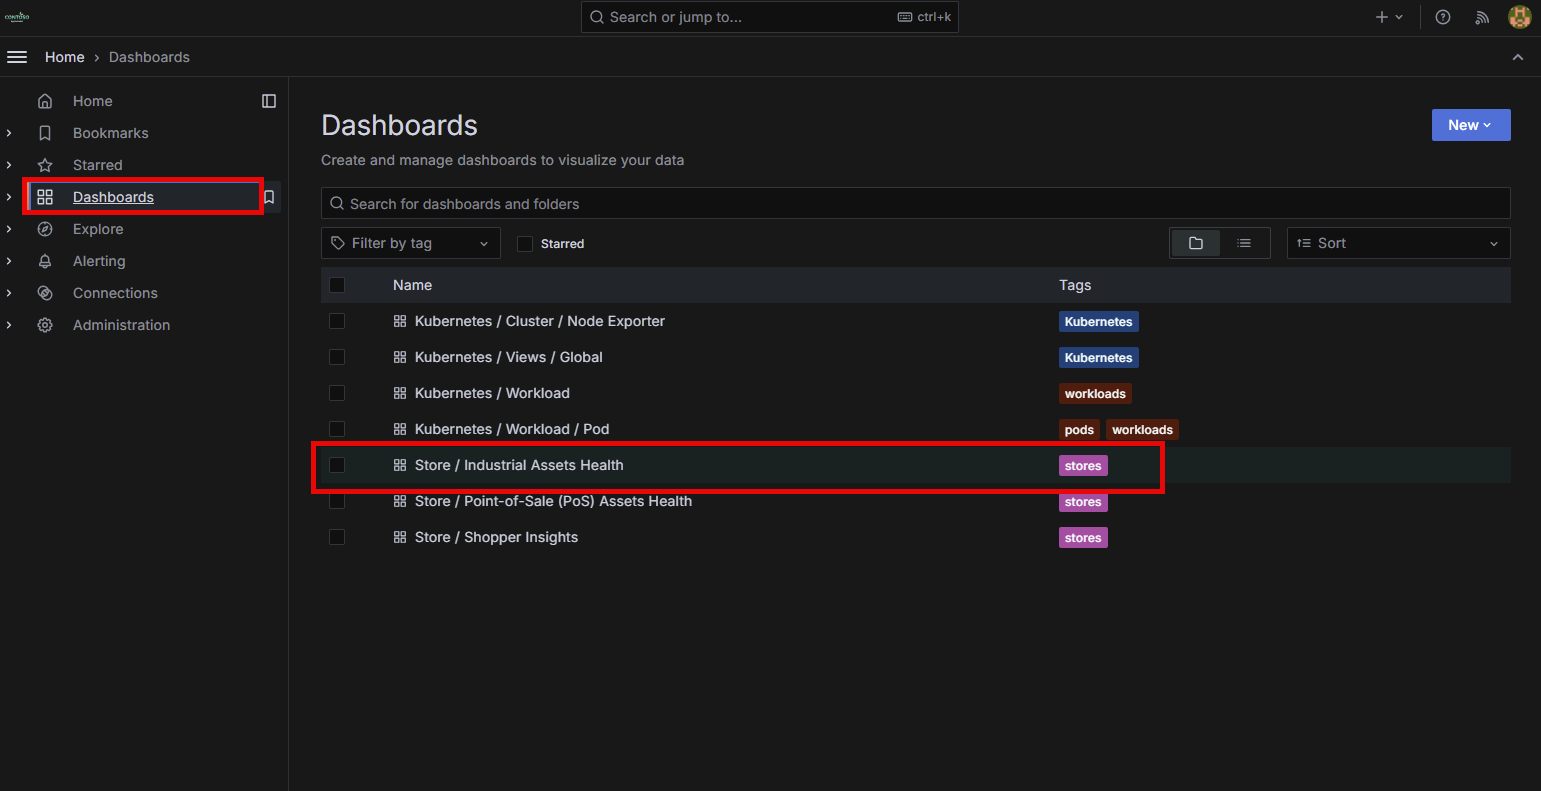 CONTOSO
Search or jump to... ctrl+k
Home › Dashboards
Home
Bookmarks
Starred
Dashboards
Explore
Alerting
Connections
Administration
Dashboards
New
Create and manage dashboards to visualize your data
Search for dashboards and folders
Filter by tag Starred Sort
Name Tags
Kubernetes / Cluster / Node Exporter Kubernetes
Kubernetes / Views / Global Kubernetes
Kubernetes / Workload workloads
Kubernetes / Workload / Pod pods workloads
Store / Industrial Assets Health stores
Store / Point-of-Sale (PoS) Assets Health stores
Store / Shopper Insights stores